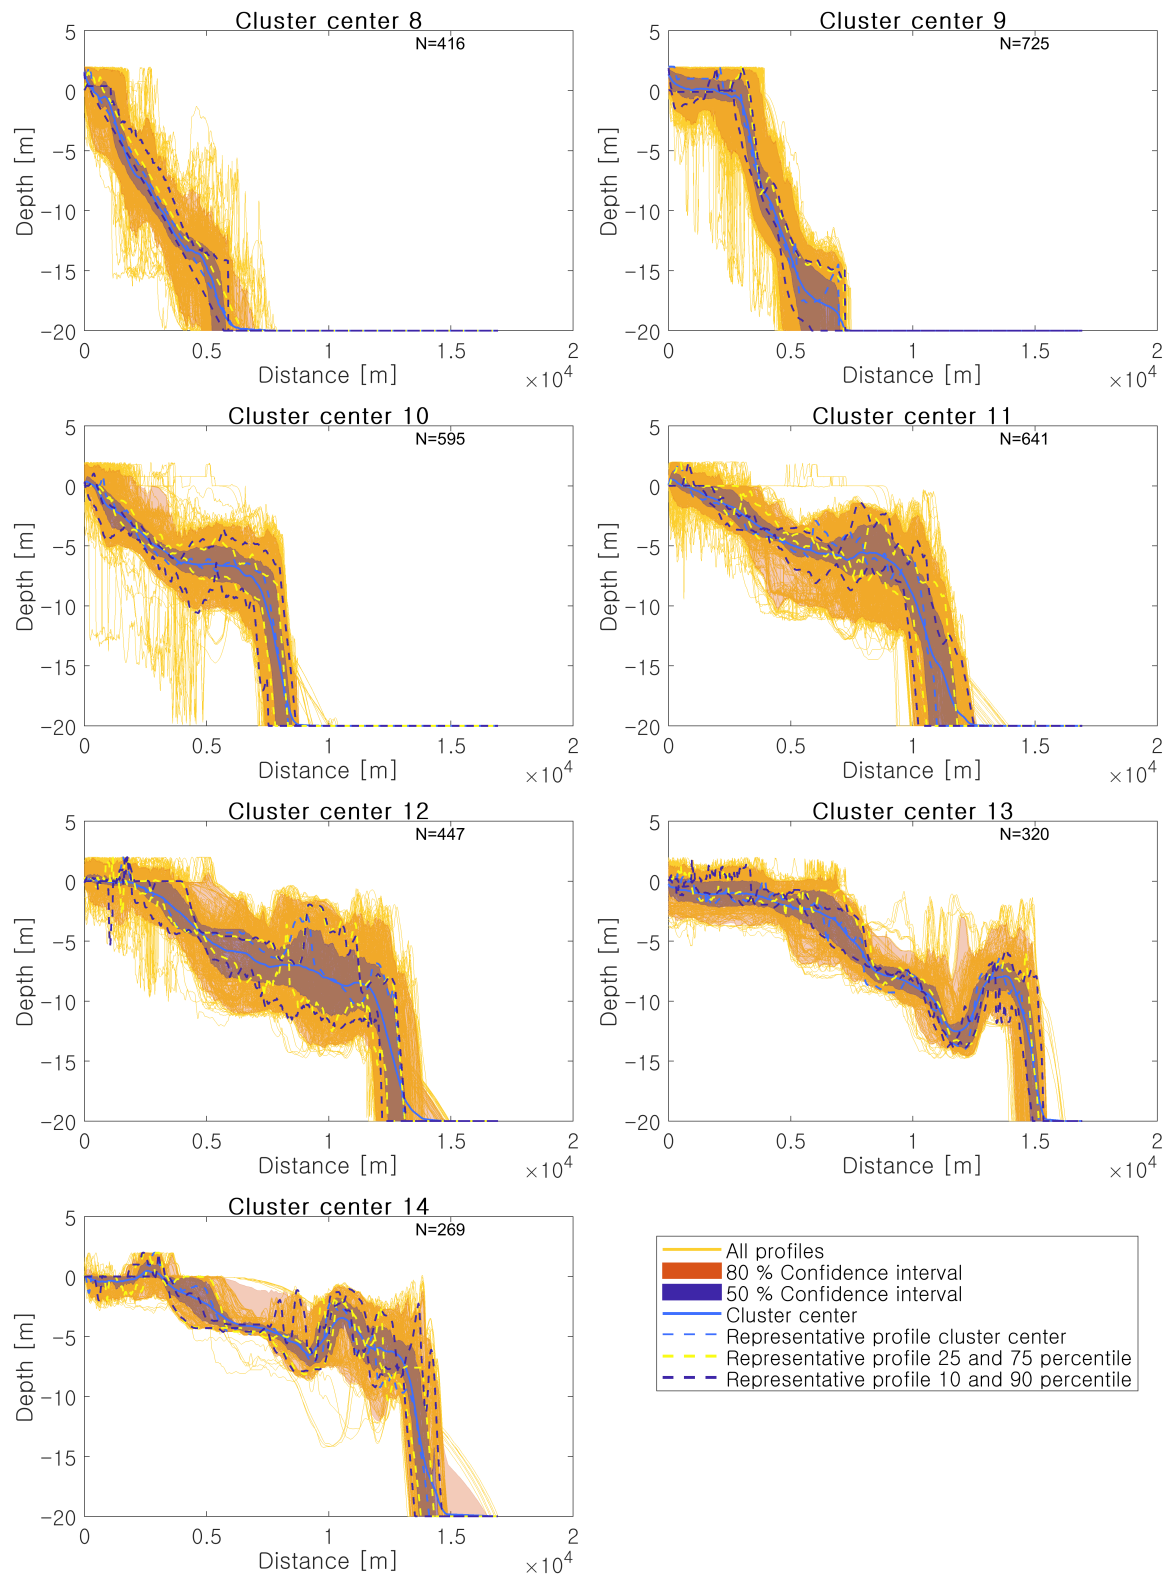 Cluster center 8
N=416
5
0
−5
−10
−15
−20
Depth [m]
0
0.5
1
1.5
2
Distance [m]
×10^4
Cluster center 9
N=725
5
0
−5
−10
−15
−20
Depth [m]
0
0.5
1
1.5
2
Distance [m]
×10^4
Cluster center 10
N=595
5
0
−5
−10
−15
−20
Depth [m]
0
0.5
1
1.5
2
Distance [m]
×10^4
Cluster center 11
N=641
5
0
−5
−10
−15
−20
Depth [m]
0
0.5
1
1.5
2
Distance [m]
×10^4
Cluster center 12
N=447
5
0
−5
−10
−15
−20
Depth [m]
0
0.5
1
1.5
2
Distance [m]
×10^4
Cluster center 13
N=320
5
0
−5
−10
−15
−20
Depth [m]
0
0.5
1
1.5
2
Distance [m]
×10^4
Cluster center 14
N=269
5
0
−5
−10
−15
−20
Depth [m]
0
0.5
1
1.5
2
Distance [m]
×10^4
All profiles
80 % Confidence interval
50 % Confidence interval
Cluster center
Representative profile cluster center
Representative profile 25 and 75 percentile
Representative profile 10 and 90 percentile